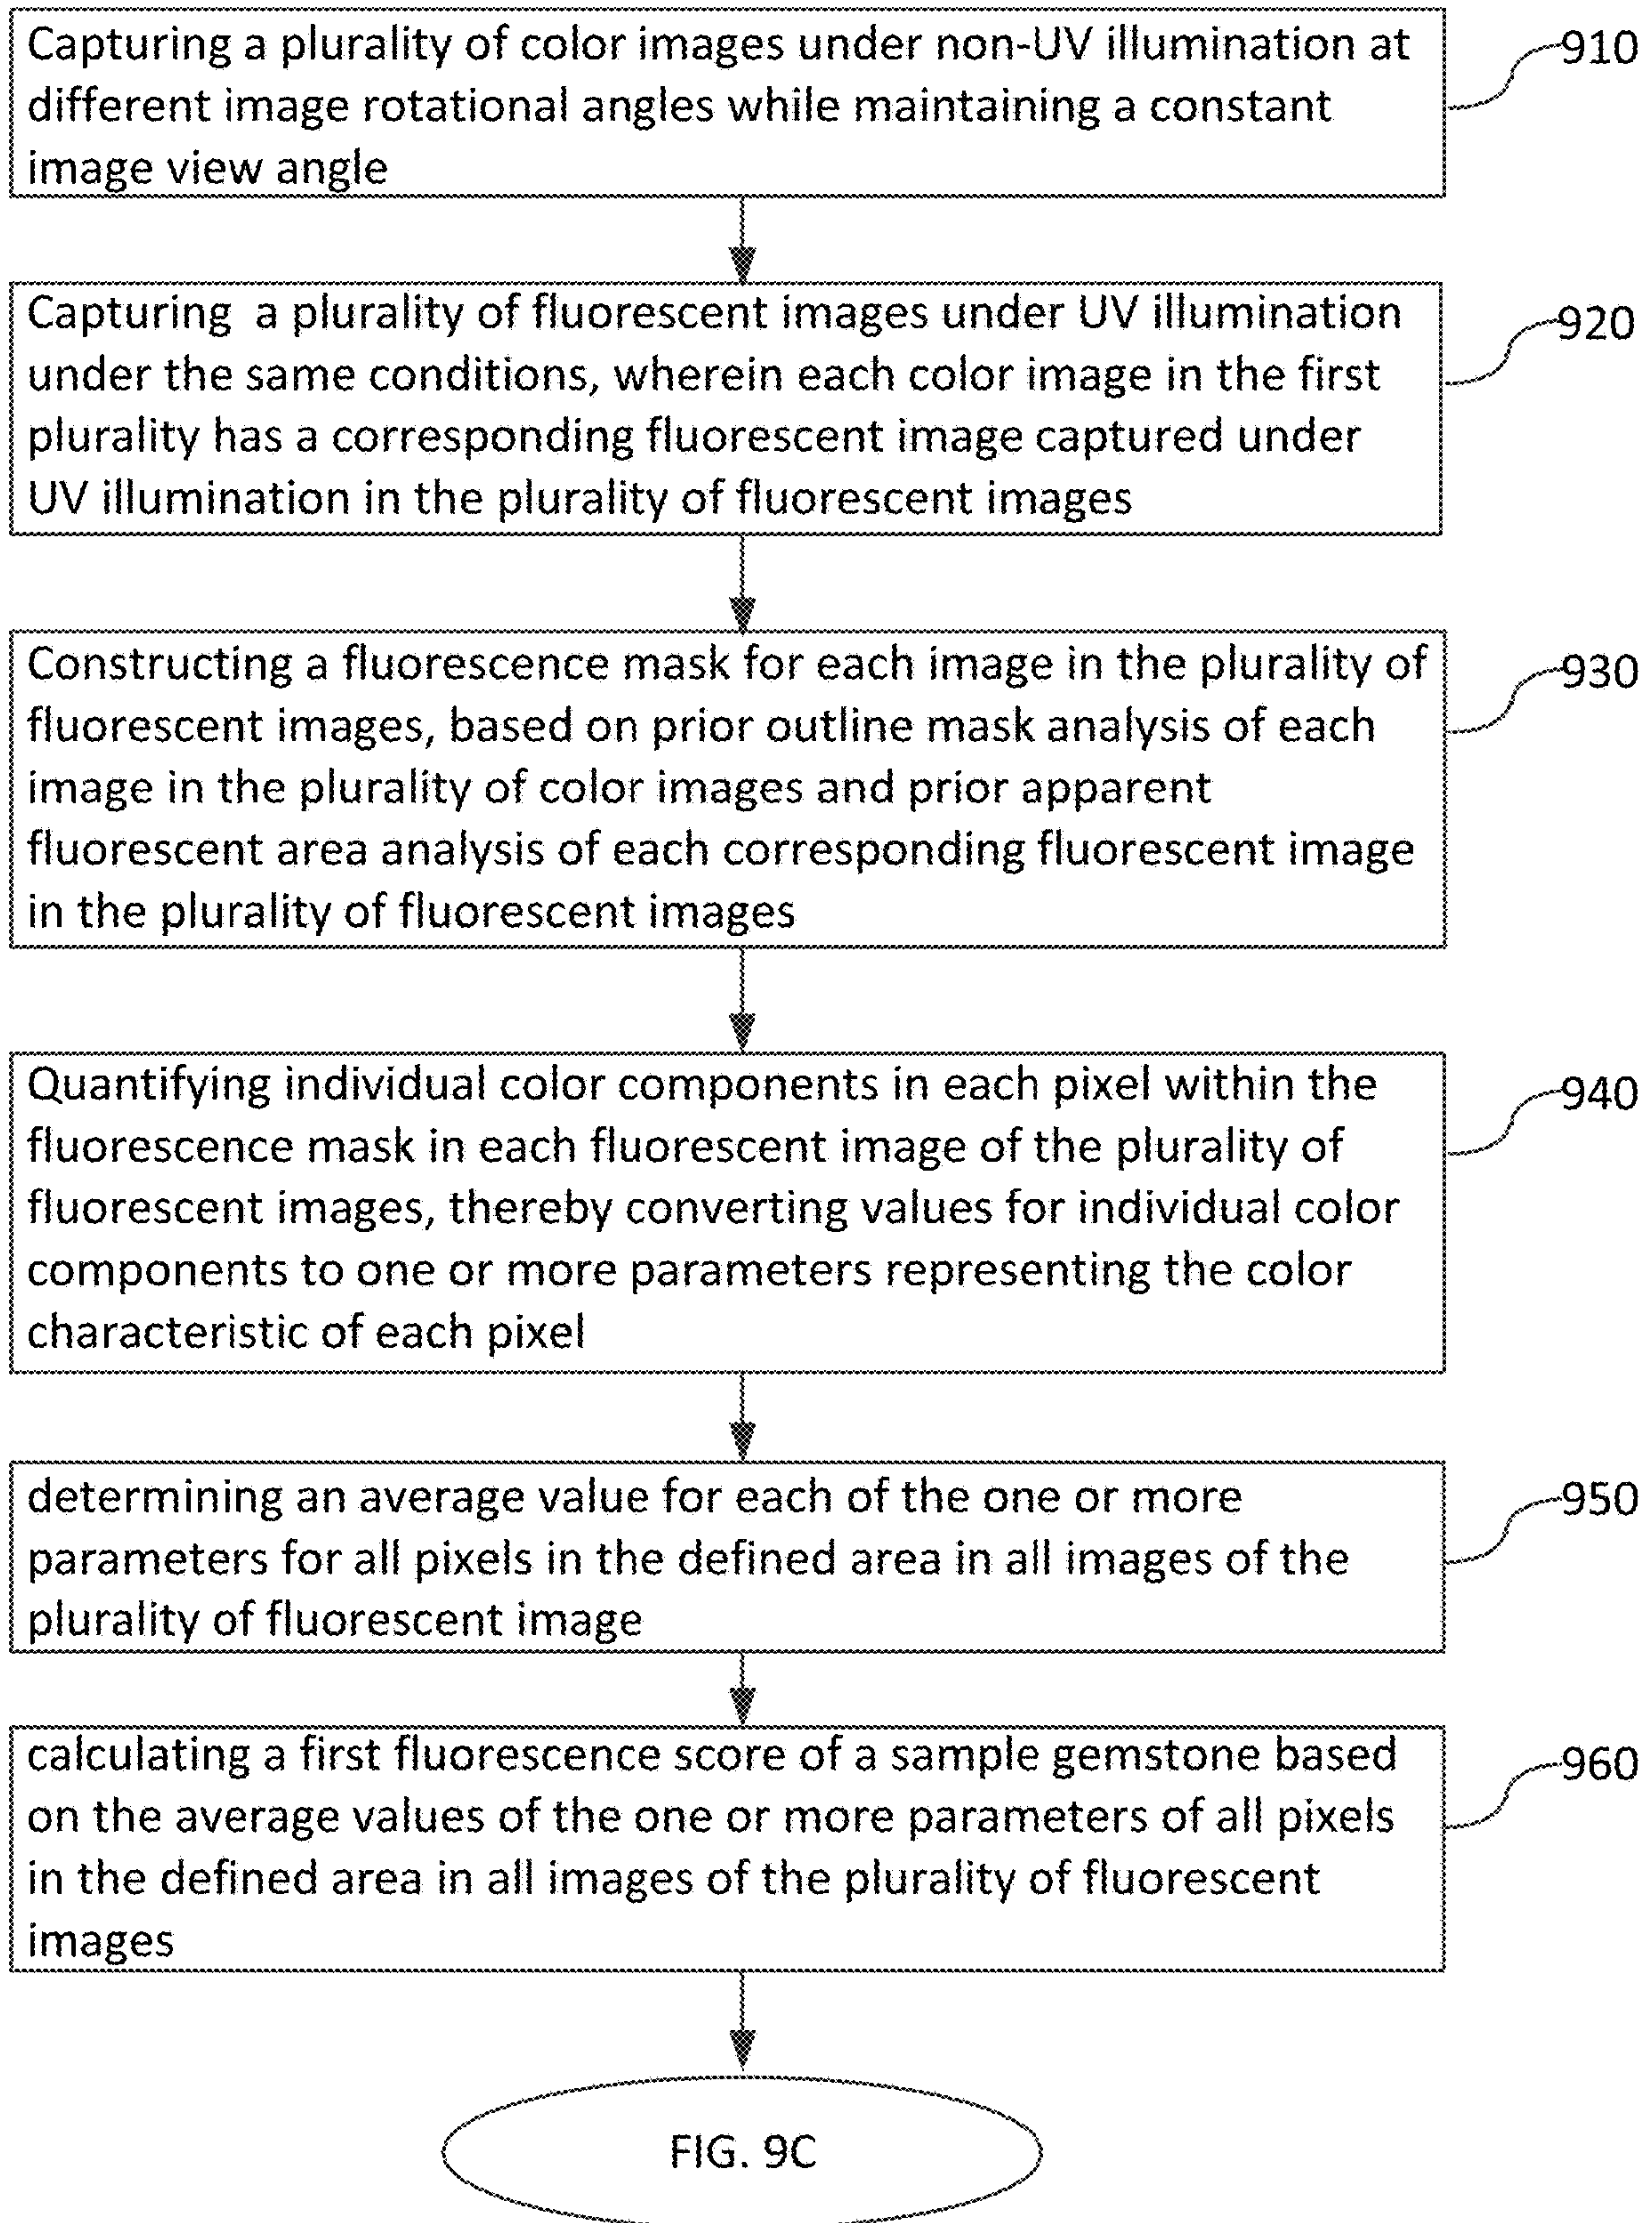 Capturing a plurality of color images under non-UV illumination at
different image rotational angles while maintaining a constant
image view angle
910
Capturing  a plurality of fluorescent images under UV illumination
under the same conditions, wherein each color image in the first
plurality has a corresponding fluorescent image captured under
UV illumination in the plurality of fluorescent images
920
Constructing a fluorescence mask for each image in the plurality of
fluorescent images, based on prior outline mask analysis of each
image in the plurality of color images and prior apparent
fluorescent area analysis of each corresponding fluorescent image
in the plurality of fluorescent images
930
Quantifying individual color components in each pixel within the
fluorescence mask in each fluorescent image of the plurality of
fluorescent images, thereby converting values for individual color
components to one or more parameters representing the color
characteristic of each pixel
940
determining an average value for each of the one or more
parameters for all pixels in the defined area in all images of the
plurality of fluorescent image
950
calculating a first fluorescence score of a sample gemstone based
on the average values of the one or more parameters of all pixels
in the defined area in all images of the plurality of fluorescent
images
960
FIG. 9C